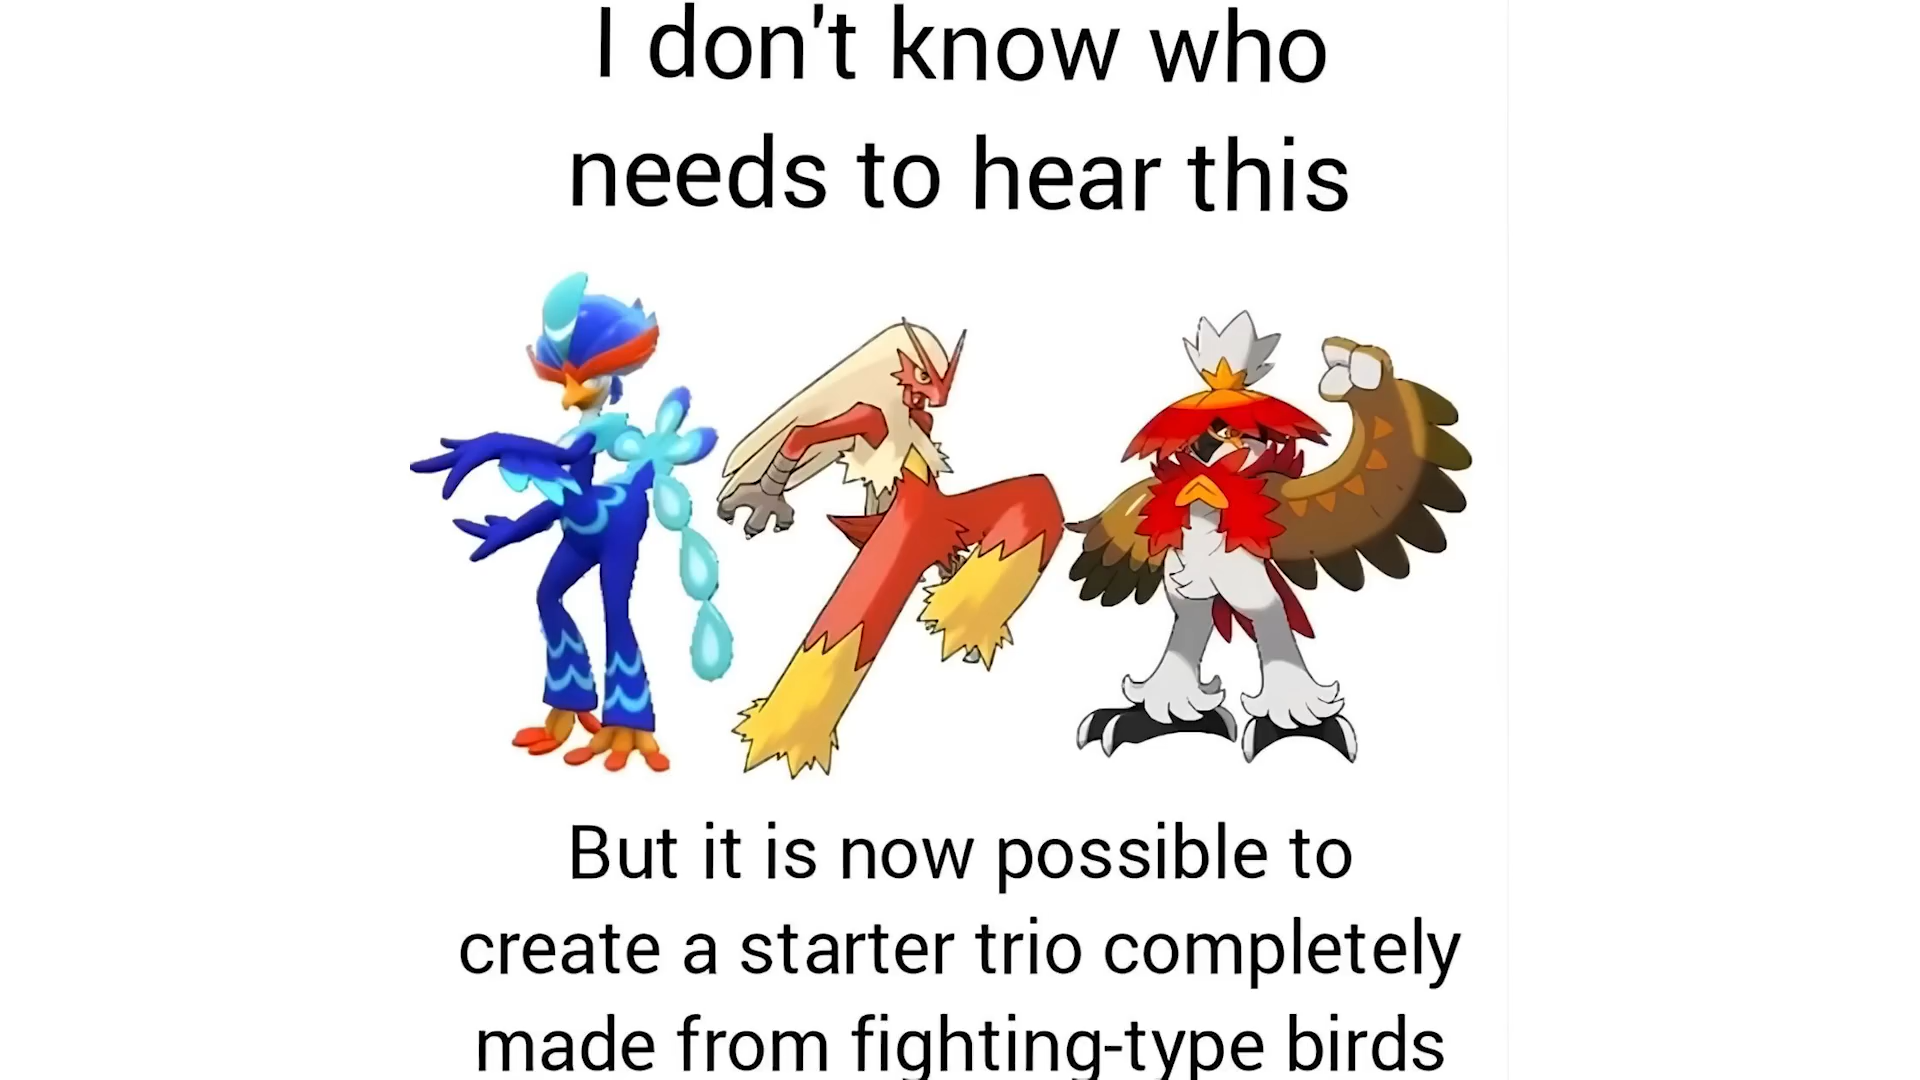 I don't know who
needs to hear this
But it is now possible to
create a starter trio completely
made from fighting-type birds